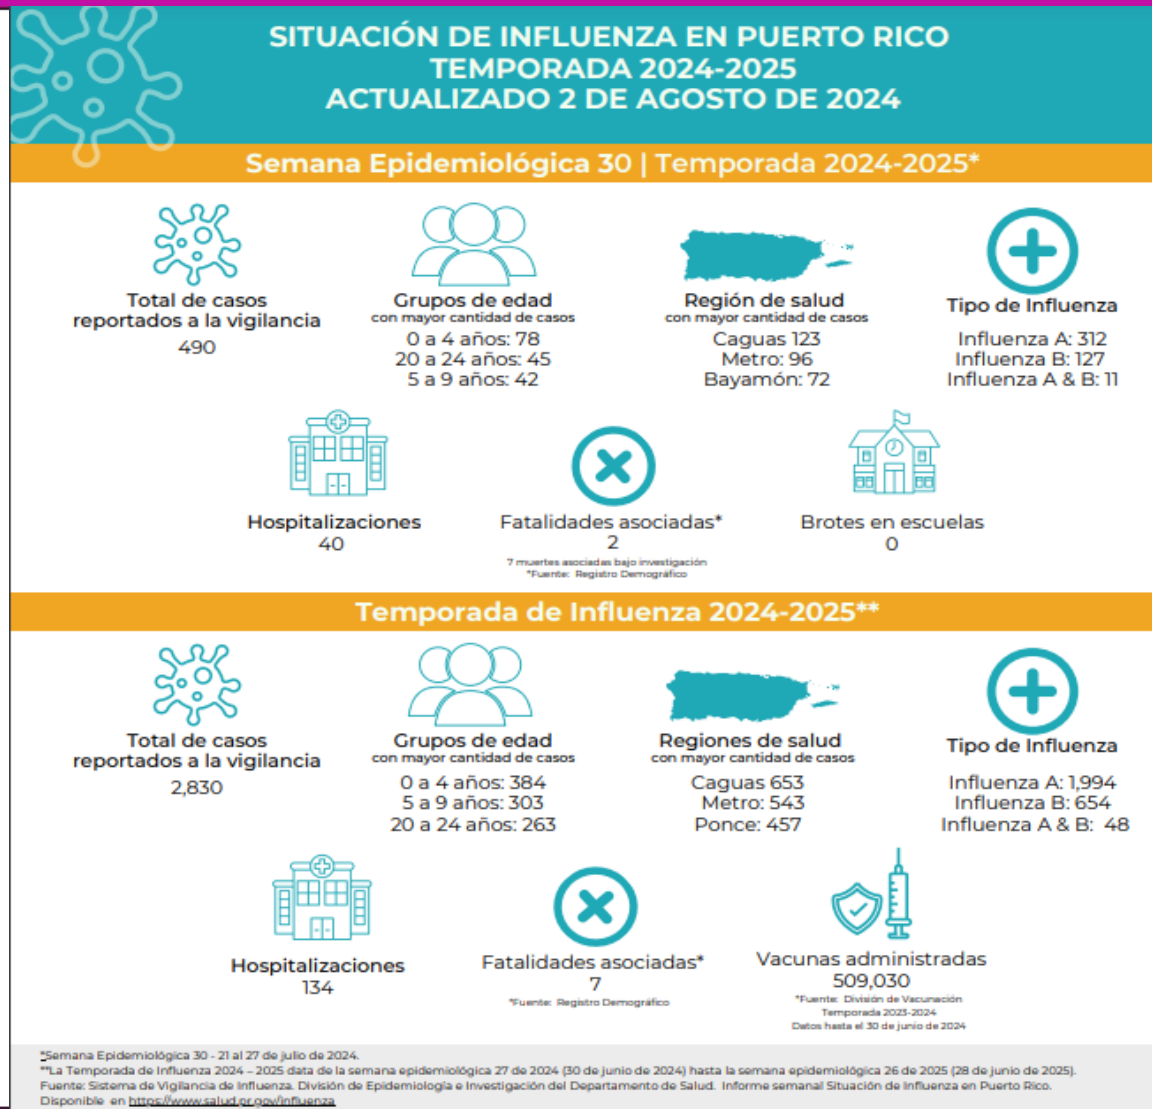 SITUACIÓN DE INFLUENZA EN PUERTO RICO
TEMPORADA 2024-2025
ACTUALIZADO 2 DE AGOSTO DE 2024
Semana Epidemiológica 30 | Temporada 2024-2025*
Total de casos
reportados a la vigilancia
490
Grupos de edad
con mayor cantidad de casos
0 a 4 años: 78
20 a 24 años: 45
5 a 9 años: 42
Región de salud
con mayor cantidad de casos
Caguas 123
Metro: 96
Bayamón: 72
Tipo de Influenza
Influenza A: 312
Influenza B: 127
Influenza A & B: 11
Hospitalizaciones
40
Fatalidades asociadas*
2
7 muertes asociadas bajo investigación
*Fuente: Registro Demográfico
Brotes en escuelas
0
Temporada de Influenza 2024-2025**
Total de casos
reportados a la vigilancia
2,830
Grupos de edad
con mayor cantidad de casos
0 a 4 años: 384
5 a 9 años: 303
20 a 24 años: 263
Regiones de salud
con mayor cantidad de casos
Caguas 653
Metro: 543
Ponce: 457
Tipo de Influenza
Influenza A: 1,994
Influenza B: 654
Influenza A & B: 48
Hospitalizaciones
134
Fatalidades asociadas*
7
*Fuente: Registro Demográfico
Vacunas administradas
509,030
*Fuente: División de Vacunación
Temporada 2023-2024
Datos hasta el 30 de junio de 2024
*Semana Epidemiológica 30 - 21 al 27 de julio de 2024.
**La Temporada de Influenza 2024 – 2025 data de la semana epidemiológica 27 de 2024 (30 de junio de 2024) hasta la semana epidemiológica 26 de 2025 (28 de junio de 2025).
Fuente: Sistema de Vigilancia de Influenza. División de Epidemiología e Investigación del Departamento de Salud. Informe semanal Situación de Influenza en Puerto Rico.
Disponible en https://www.salud.pr.gov/influenza